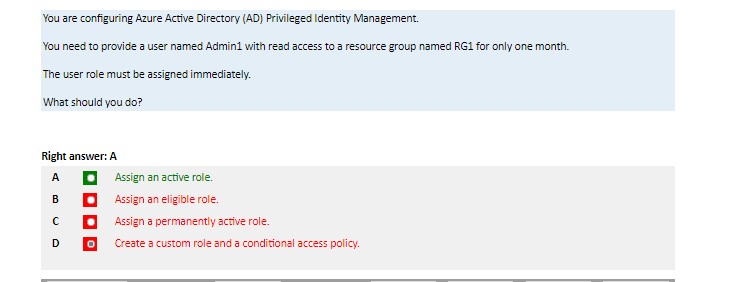 You are configuring Azure Active Directory (AD) Privileged Identity Management.
You need to provide a user named Admin1 with read access to a resource group named RG1 for only one month.
The user role must be assigned immediately.
What should you do?
Right answer: A
A Assign an active role.
B Assign an eligible role.
C Assign a permanently active role.
D Create a custom role and a conditional access policy.